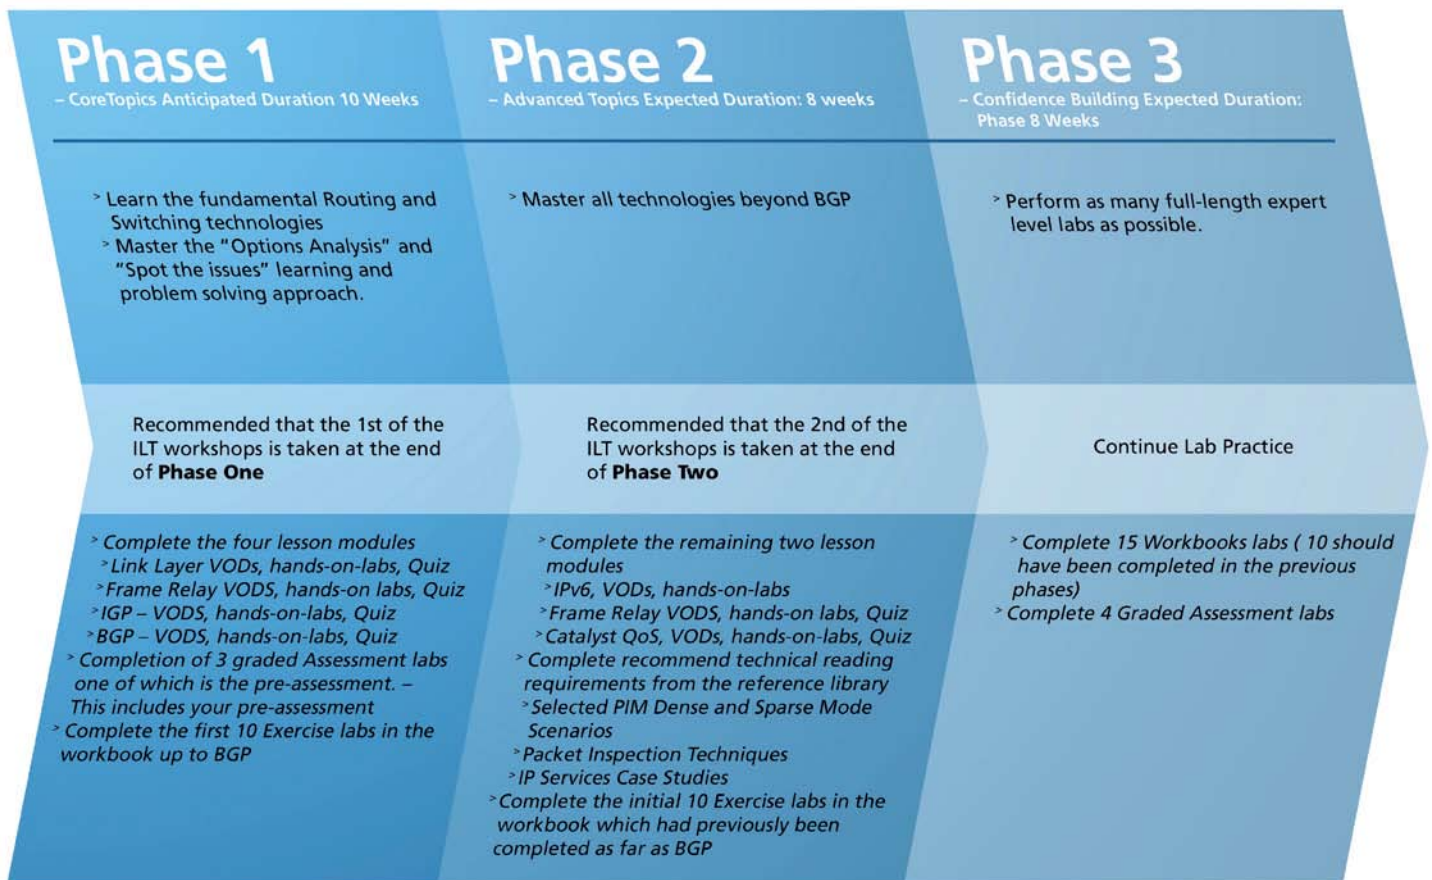 Phase 1
– CoreTopics Anticipated Duration 10 Weeks
> Learn the fundamental Routing and
Switching technologies
> Master the “Options Analysis” and
“Spot the issues” learning and
problem solving approach.
Recommended that the 1st of the
ILT workshops is taken at the end
of Phase One
> Complete the four lesson modules
> Link Layer VODs, hands-on-labs, Quiz
> Frame Relay VODS, hands-on labs, Quiz
> IGP – VODS, hands-on-labs, Quiz
> BGP – VODS, hands-on-labs, Quiz
> Completion of 3 graded Assessment labs
one of which is the pre-assessment. –
This includes your pre-assessment
> Complete the first 10 Exercise labs in the
workbook up to BGP
Phase 2
– Advanced Topics Expected Duration: 8 weeks
> Master all technologies beyond BGP
Recommended that the 2nd of the
ILT workshops is taken at the end
of Phase Two
> Complete the remaining two lesson
modules
> IPv6, VODs, hands-on-labs
> Frame Relay VODS, hands-on labs, Quiz
> Catalyst QoS, VODs, hands-on-labs, Quiz
> Complete recommend technical reading
requirements from the reference library
> Selected PIM Dense and Sparse Mode
Scenarios
> Packet Inspection Techniques
> IP Services Case Studies
> Complete the initial 10 Exercise labs in the
workbook which had previously been
completed as far as BGP
Phase 3
– Confidence Building Expected Duration:
Phase 8 Weeks
> Perform as many full-length expert
level labs as possible.
Continue Lab Practice
> Complete 15 Workbooks labs ( 10 should
have been completed in the previous
phases)
> Complete 4 Graded Assessment labs